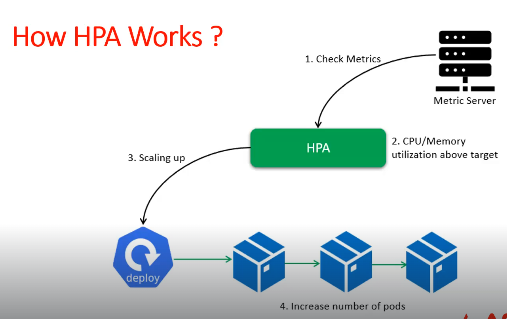 How HPA Works ?
1. Check Metrics
Metric Server
HPA
2. CPU/Memory
utilization above target
3. Scaling up
deploy
4. Increase number of pods